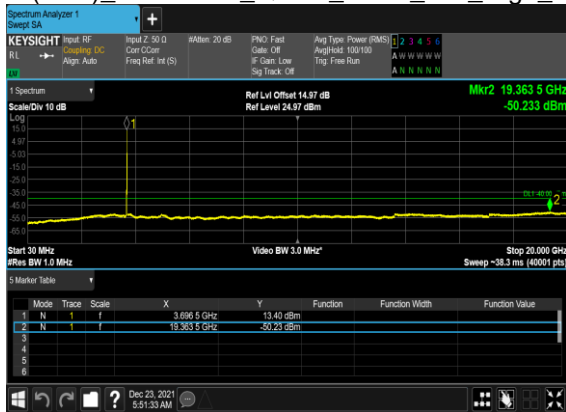 Spectrum Analyzer 1
Swept SA
KEYSIGHT Input: RF Input Z: 50 Ω #Atten: 20 dB PNO: Fast Avg Type: Power (RMS) 1 2 3 4 5 6
RL Coupling: DC Corr CCorr Gate: Off Avg|Hold: 100/100 A W W W W W
Align: Auto Freq Ref: Int (S) IF Gain: Low Trig: Free Run
Sig Track: Off A N N N N N
1 Spectrum Ref Lvl Offset 14.97 dB Mkr2 19.363 5 GHz
Scale/Div 10 dB Ref Level 24.97 dBm -50.233 dBm
Log
15.0
4.97
-5.03
-15.0
-25.0
-35.0
-45.0
-55.0
-65.0
1
DL1 -40.00
2
Start 30 MHz Video BW 3.0 MHz* Stop 20.000 GHz
#Res BW 1.0 MHz Sweep ~38.3 ms (40001 pts)
5 Marker Table
Mode Trace Scale X Y Function Function Width Function Value
1 N 1 f 3.696 5 GHz 13.40 dBm
2 N 1 f 19.363 5 GHz -50.23 dBm
3
4
5
6
? Dec 23, 2021
5:51:33 AM